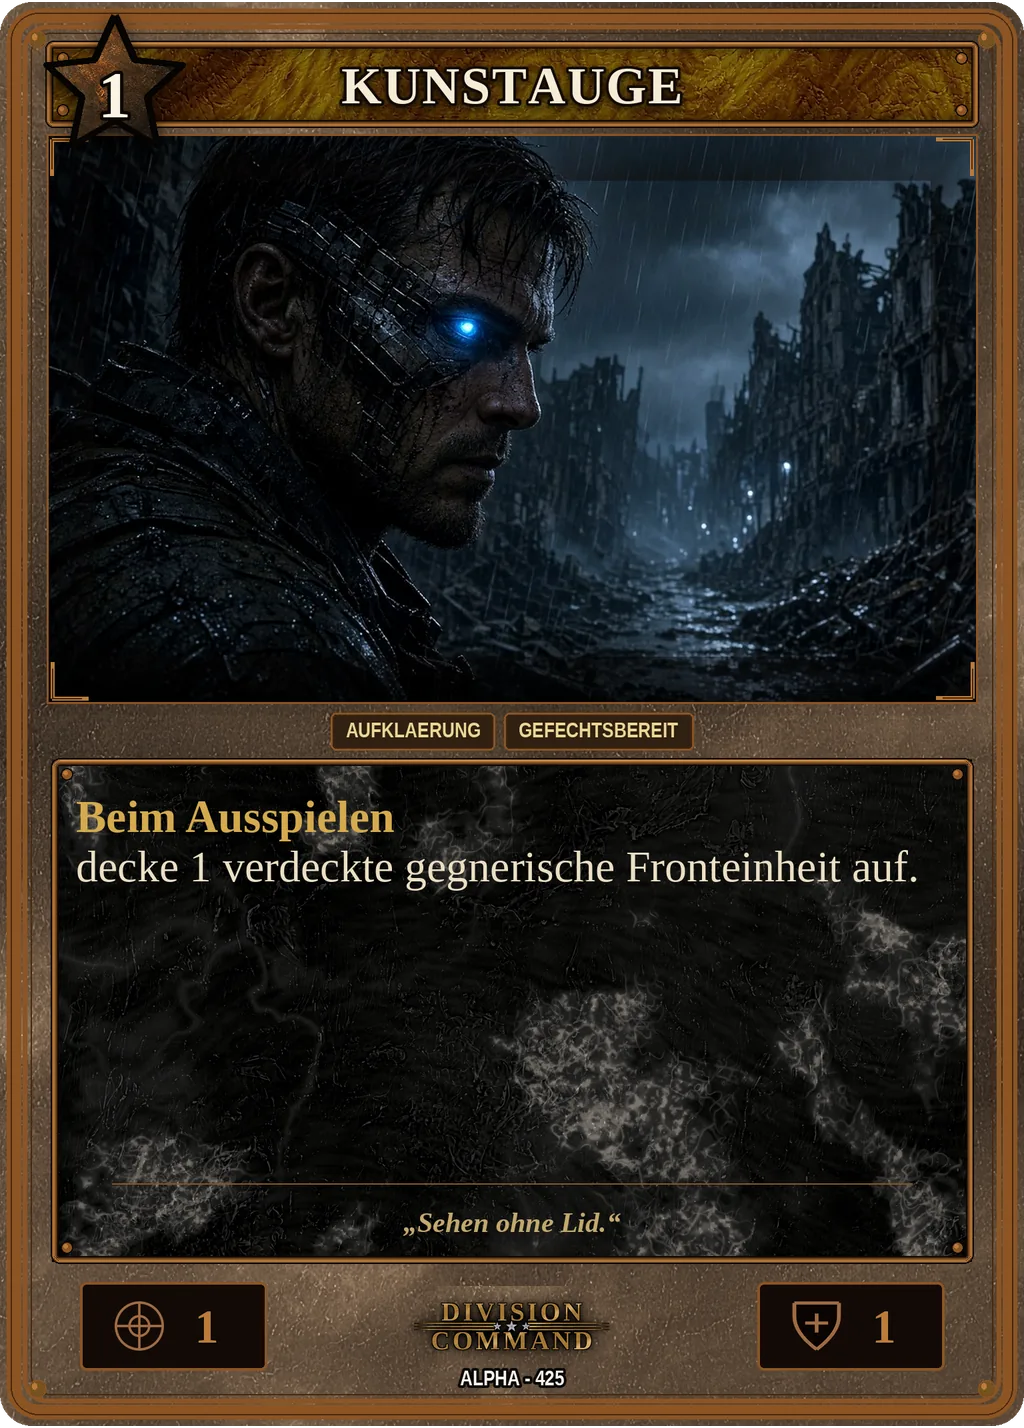 1
KUNSTAUGE
AUFKLAERUNG GEFECHTSBEREIT
Beim Ausspielen
decke 1 verdeckte gegnerische Fronteinheit auf.
„Sehen ohne Lid.“
1
DIVISION
COMMAND
1
ALPHA - 425